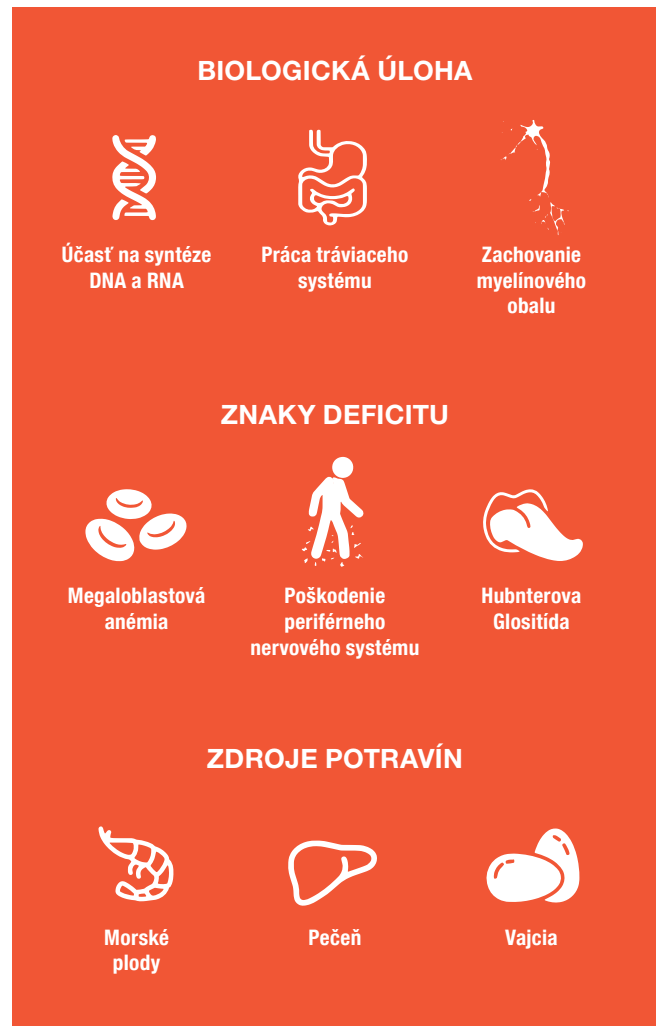 BIOLOGICKÁ ÚLOHA
Účasť na syntéze
DNA a RNA
Práca tráviaceho
systému
Zachovanie
myelínového
obalu
ZNAKY DEFICITU
Megaloblastová
anémia
Poškodenie
periférneho
nervového systému
Hubnterova
Glositída
ZDROJE POTRAVÍN
Morské
plody
Pečeň
Vajcia